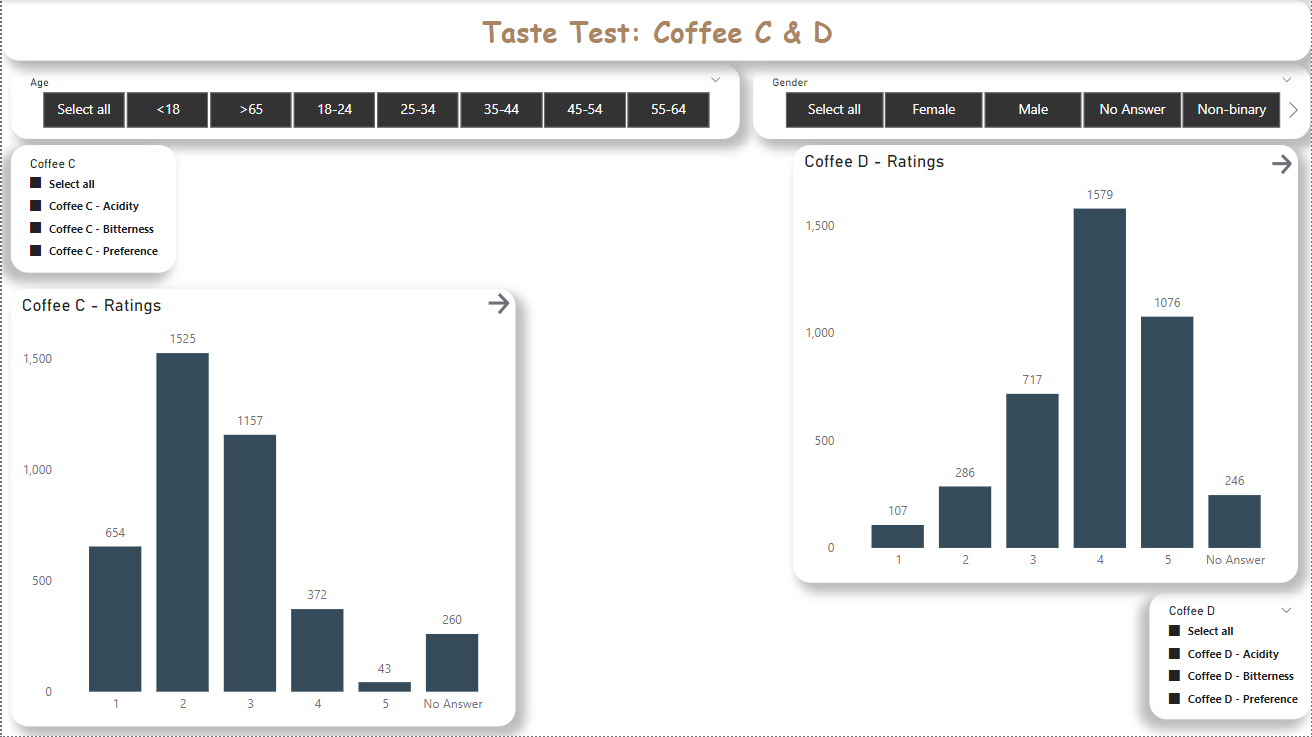 Taste Test: Coffee C & D
Age
Select all <18 >65 18-24 25-34 35-44 45-54 55-64
Gender
Select all Female Male No Answer Non-binary
Coffee C
Select all
Coffee C - Acidity
Coffee C - Bitterness
Coffee C - Preference
Coffee C - Ratings
1,500
1,000
500
0
654
1525
1157
372
43
260
1 2 3 4 5 No Answer
Coffee D - Ratings
1,500
1,000
500
0
107
286
717
1579
1076
246
1 2 3 4 5 No Answer
Coffee D
Select all
Coffee D - Acidity
Coffee D - Bitterness
Coffee D - Preference